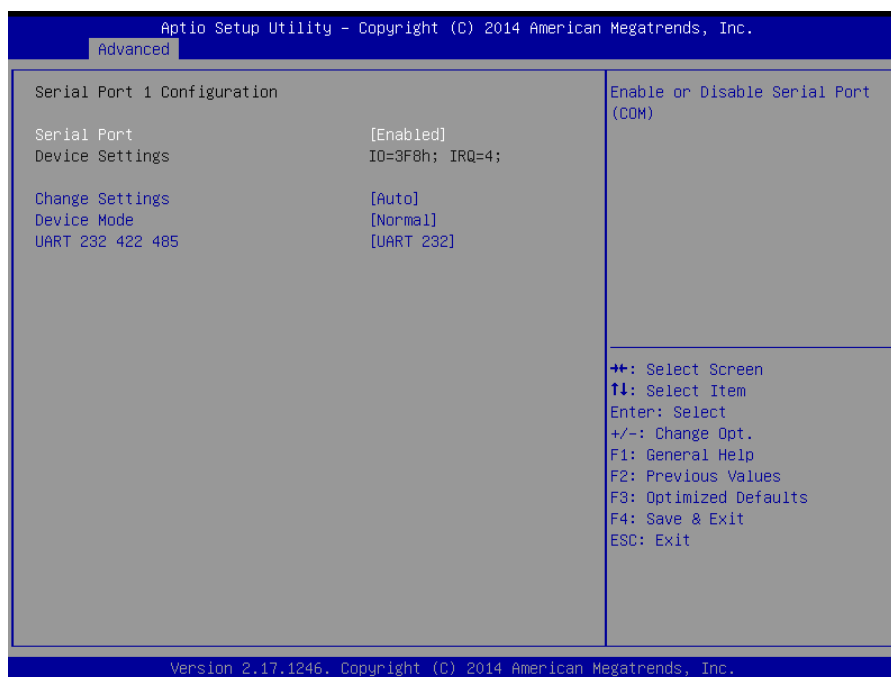 Aptio Setup Utility – Copyright (C) 2014 American Megatrends, Inc.
Advanced
Serial Port 1 Configuration
Serial Port [Enabled]
Device Settings IO=3F8h; IRQ=4;
Change Settings [Auto]
Device Mode [Normal]
UART 232 422 485 [UART 232]
Enable or Disable Serial Port
(COM)
→←: Select Screen
↑↓: Select Item
Enter: Select
+/-: Change Opt.
F1: General Help
F2: Previous Values
F3: Optimized Defaults
F4: Save & Exit
ESC: Exit
Version 2.17.1246. Copyright (C) 2014 American Megatrends, Inc.